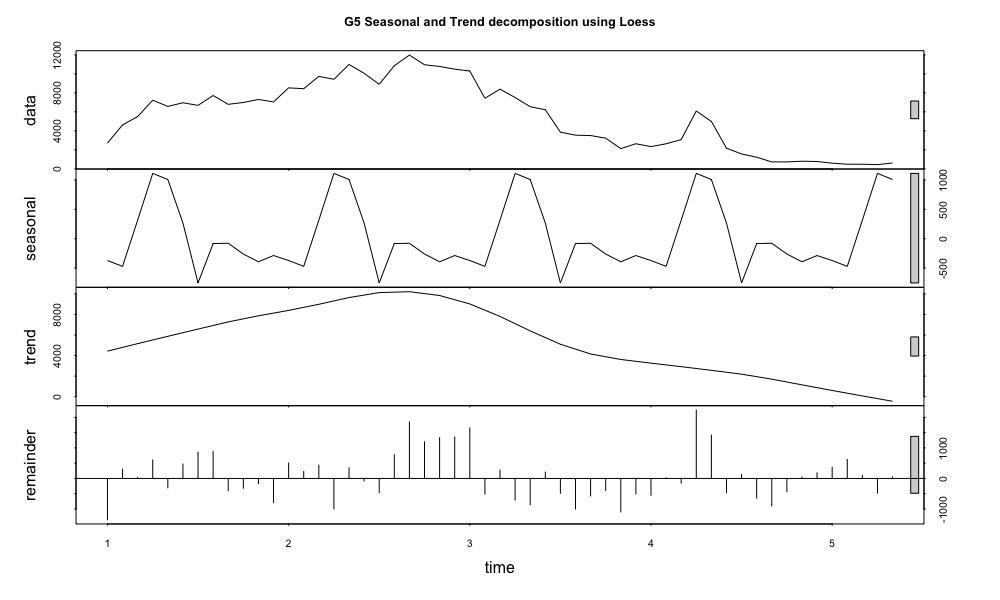 G5 Seasonal and Trend decomposition using Loess
data
0 4000 8000 12000
seasonal
-500 0 500 1000
trend
0 4000 8000
remainder
-1000 0 1000
1 2 3 4 5
time